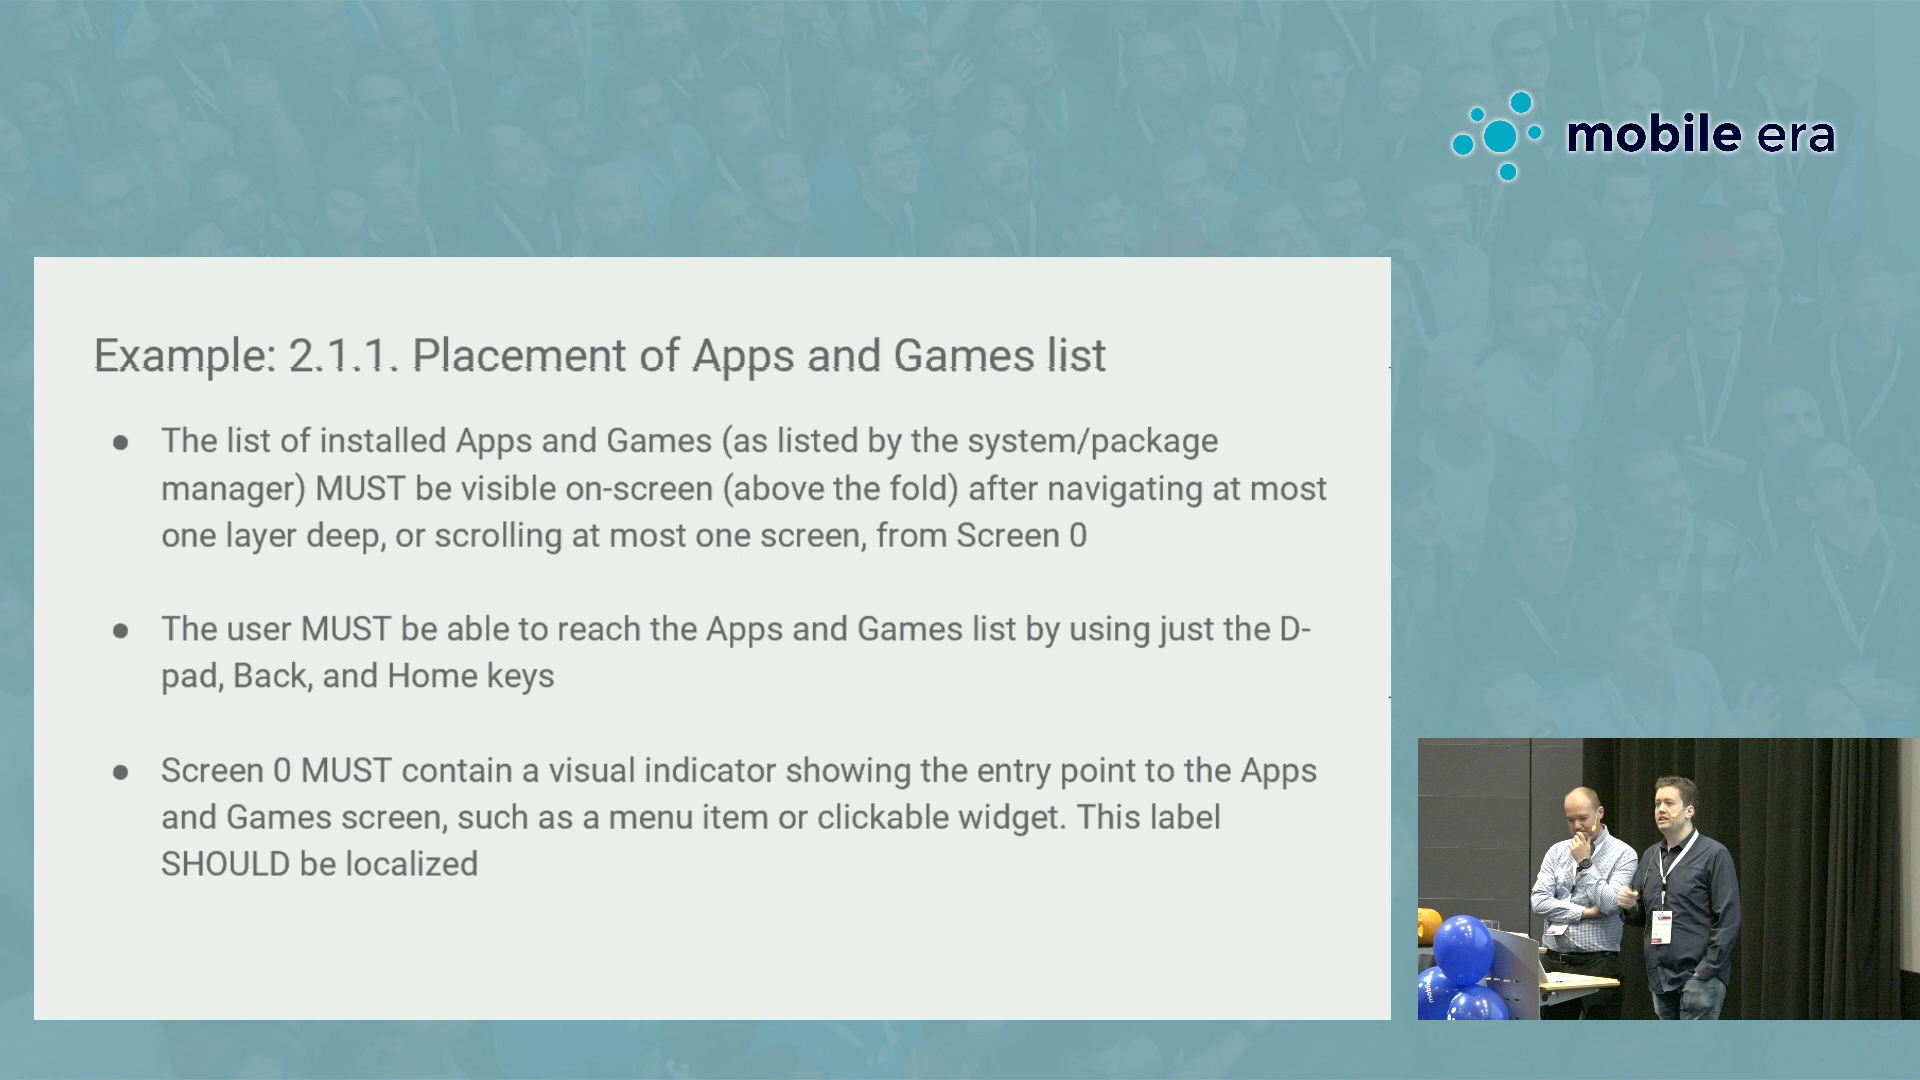 mobile era
Example: 2.1.1. Placement of Apps and Games list
● The list of installed Apps and Games (as listed by the system/package
manager) MUST be visible on-screen (above the fold) after navigating at most
one layer deep, or scrolling at most one screen, from Screen 0
● The user MUST be able to reach the Apps and Games list by using just the D-
pad, Back, and Home keys
● Screen 0 MUST contain a visual indicator showing the entry point to the Apps
and Games screen, such as a menu item or clickable widget. This label
SHOULD be localized